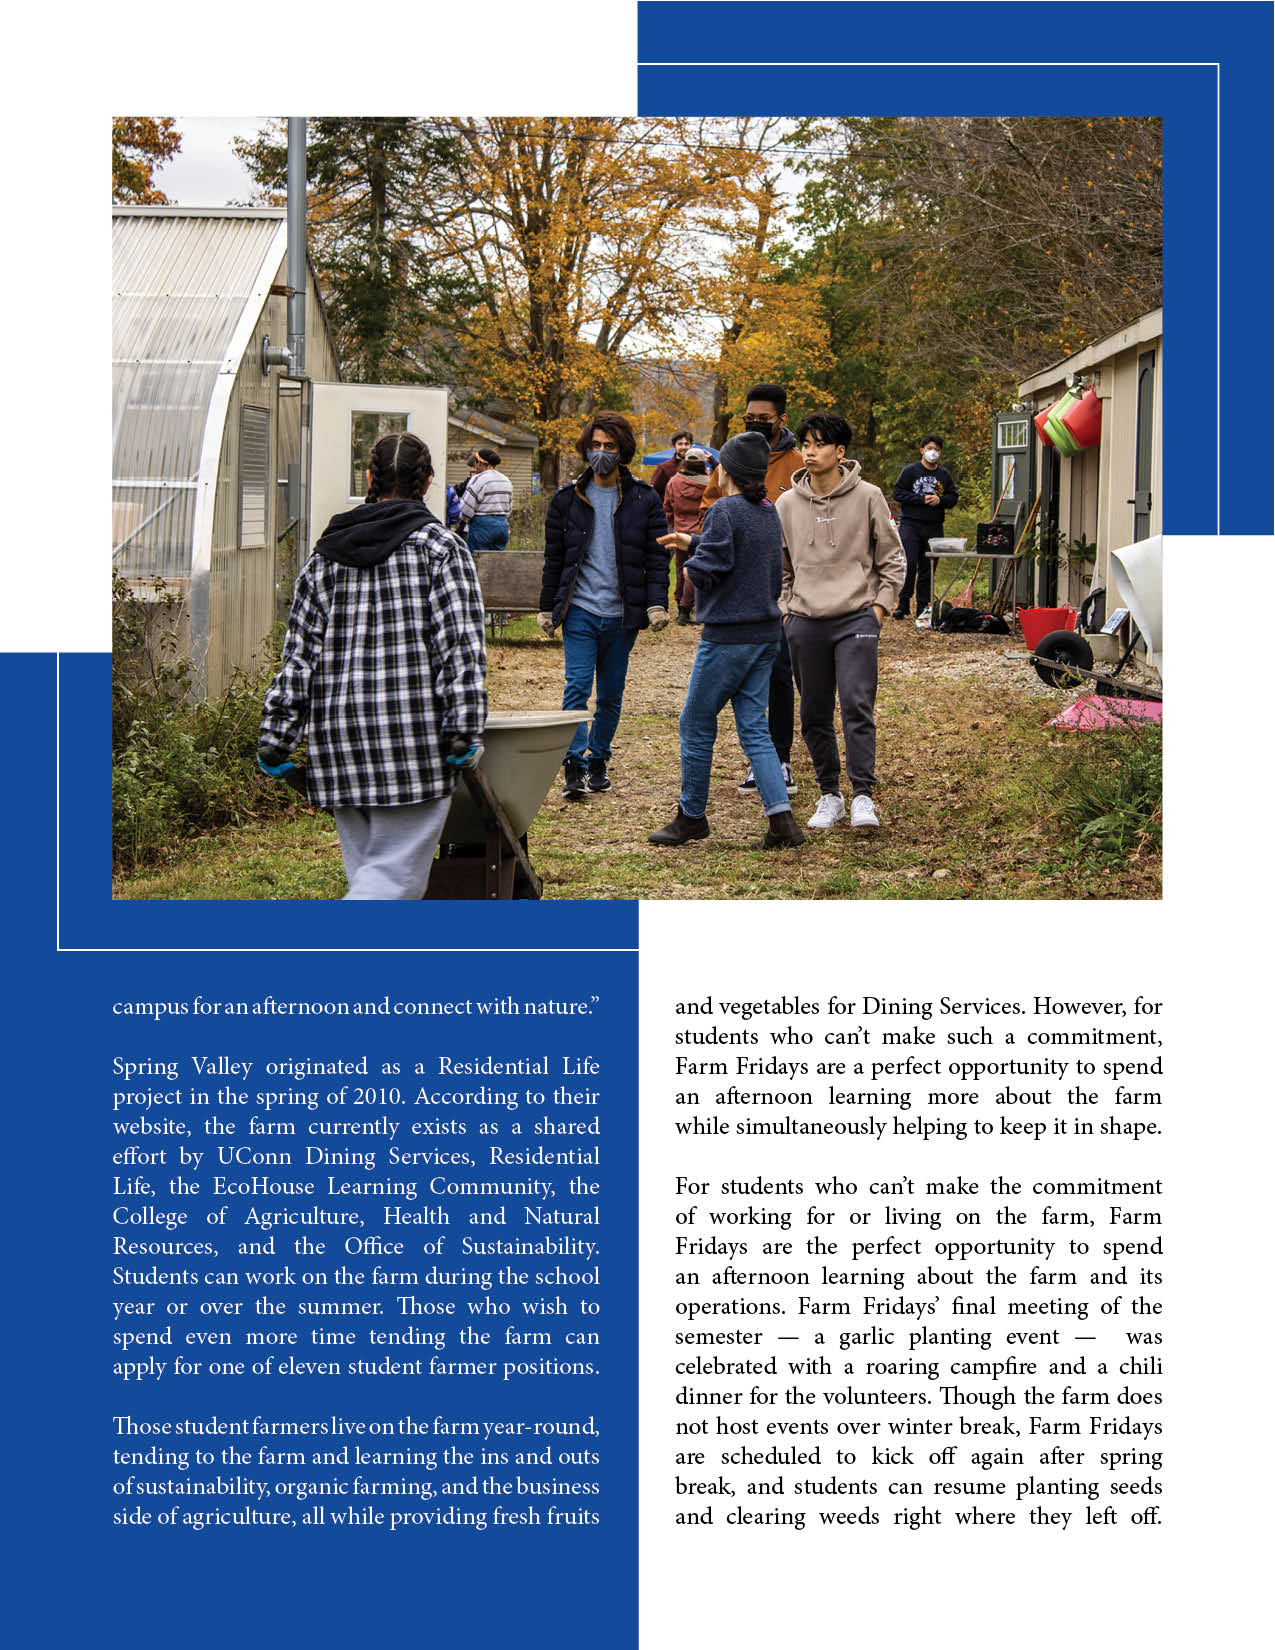 campus for an afternoon and connect with nature.”
Spring Valley originated as a Residential Life
project in the spring of 2010. According to their
website, the farm currently exists as a shared
effort by UConn Dining Services, Residential
Life, the EcoHouse Learning Community, the
College of Agriculture, Health and Natural
Resources, and the Office of Sustainability.
Students can work on the farm during the school
year or over the summer. Those who wish to
spend even more time tending the farm can
apply for one of eleven student farmer positions.
Those student farmers live on the farm year-round,
tending to the farm and learning the ins and outs
of sustainability, organic farming, and the business
side of agriculture, all while providing fresh fruits
and vegetables for Dining Services. However, for
students who can’t make such a commitment,
Farm Fridays are a perfect opportunity to spend
an afternoon learning more about the farm
while simultaneously helping to keep it in shape.
For students who can’t make the commitment
of working for or living on the farm, Farm
Fridays are the perfect opportunity to spend
an afternoon learning about the farm and its
operations. Farm Fridays’ final meeting of the
semester — a garlic planting event — was
celebrated with a roaring campfire and a chili
dinner for the volunteers. Though the farm does
not host events over winter break, Farm Fridays
are scheduled to kick off again after spring
break, and students can resume planting seeds
and clearing weeds right where they left off.